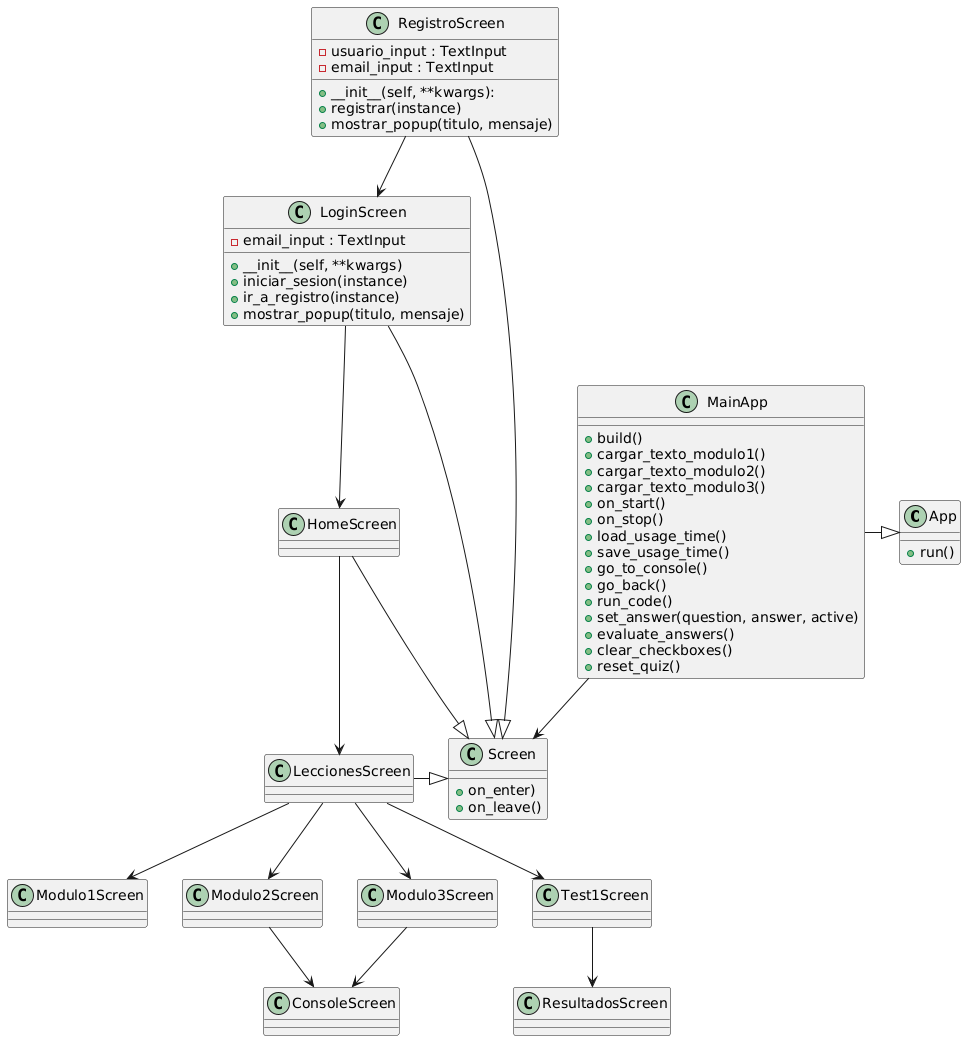 C RegistroScreen
usuario_input : TextInput
email_input : TextInput
__init__(self, **kwargs):
registrar(instance)
mostrar_popup(titulo, mensaje)
C LoginScreen
email_input : TextInput
__init__(self, **kwargs)
iniciar_sesion(instance)
ir_a_registro(instance)
mostrar_popup(titulo, mensaje)
C MainApp
build()
cargar_texto_modulo1()
cargar_texto_modulo2()
cargar_texto_modulo3()
on_start()
on_stop()
load_usage_time()
save_usage_time()
go_to_console()
go_back()
run_code()
set_answer(question, answer, active)
evaluate_answers()
clear_checkboxes()
reset_quiz()
C App
run()
C HomeScreen
C LeccionesScreen
C Screen
on_enter)
on_leave()
C Modulo1Screen
C Modulo2Screen
C Modulo3Screen
C Test1Screen
C ConsoleScreen
C ResultadosScreen